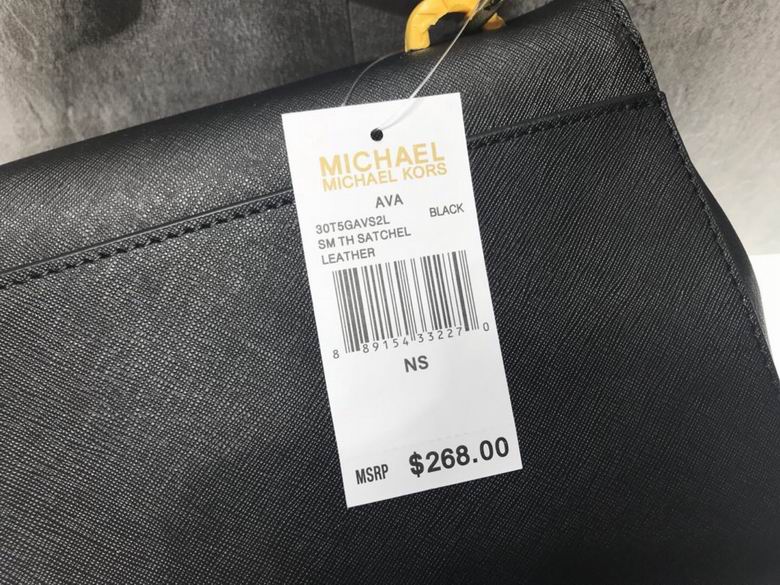 MICHAEL
MICHAEL KORS
AVA
30T5GAVS2L BLACK
SM TH SATCHEL
LEATHER
8 89154 33227 0
NS
MSRP $268.00